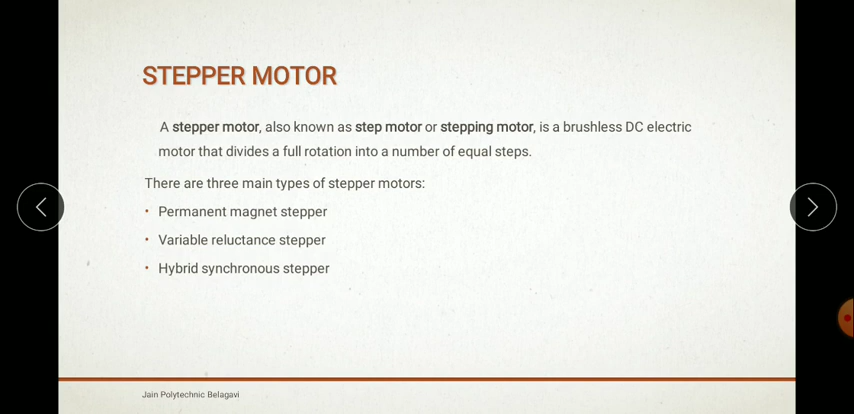 STEPPER MOTOR
A stepper motor, also known as step motor or stepping motor, is a brushless DC electric
motor that divides a full rotation into a number of equal steps.
There are three main types of stepper motors:
• Permanent magnet stepper
• Variable reluctance stepper
• Hybrid synchronous stepper
Jain Polytechnic Belagavi